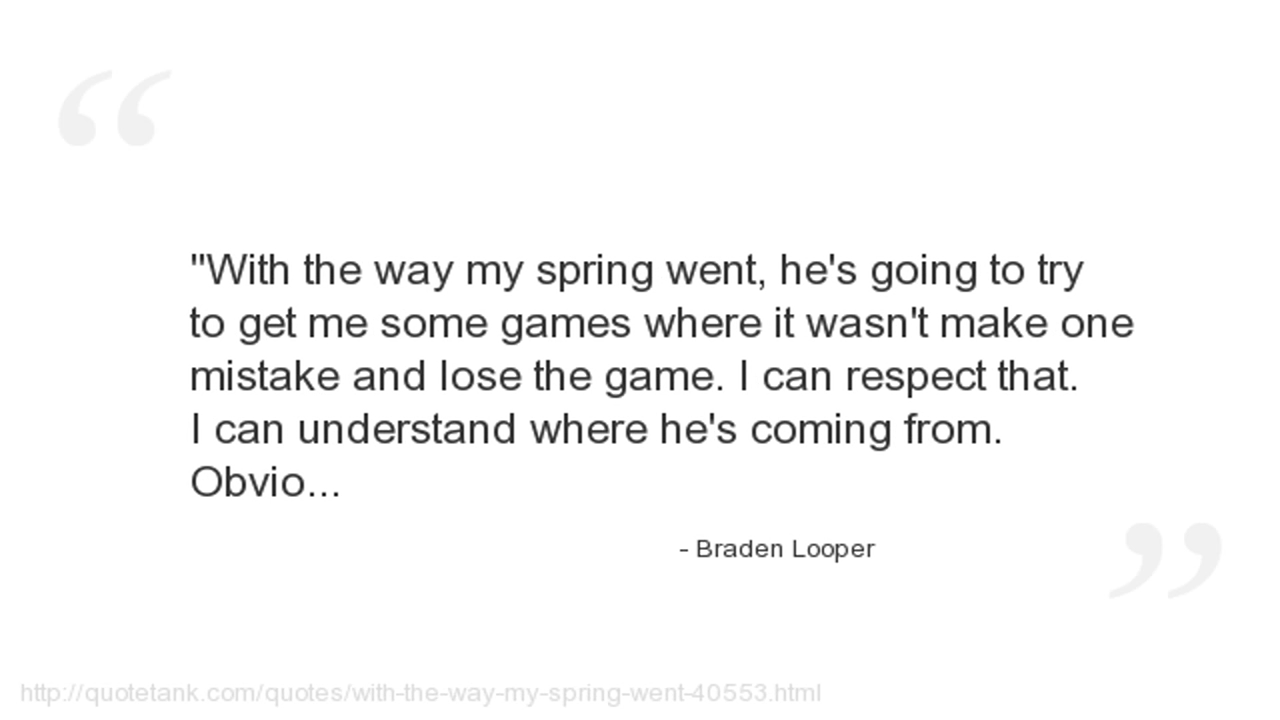 "With the way my spring went, he's going to try
to get me some games where it wasn't make one
mistake and lose the game. I can respect that.
I can understand where he's coming from.
Obvio...
- Braden Looper
http://quotetank.com/quotes/with-the-way-my-spring-went-40553.html